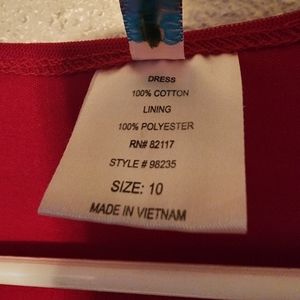 DRESS
100% COTTON
LINING
100% POLYESTER
RN# 82117
STYLE # 98235
SIZE: 10
MADE IN VIETNAM